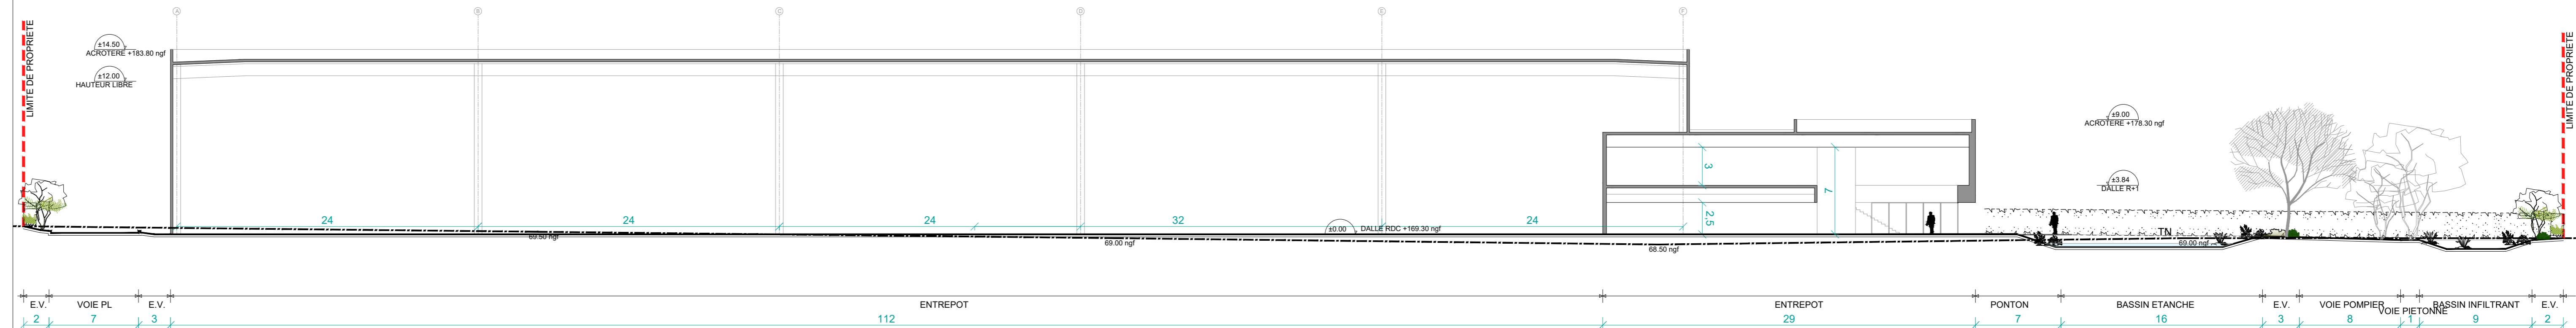 A
B
C
D
E
F
LIMITE DE PROPRIETE
±14.50
ACROTERE +183.80 ngf
±12.00
HAUTEUR LIBRE
LIMITE DE PROPRIETE
±9.00
ACROTERE +178.30 ngf
±3.84
DALLE R+1
3
7
2,5
24
24
24
32
24
±0.00
DALLE RDC +169.30 ngf
69.50 ngf
69.00 ngf
68.50 ngf
TN
69.00 ngf
E.V.
VOIE PL
E.V.
ENTREPOT
ENTREPOT
PONTON
BASSIN ETANCHE
E.V.
VOIE POMPIER
VOIE PIETONNE
BASSIN INFILTRANT
E.V.
2
7
3
112
29
7
16
3
8
1
9
2